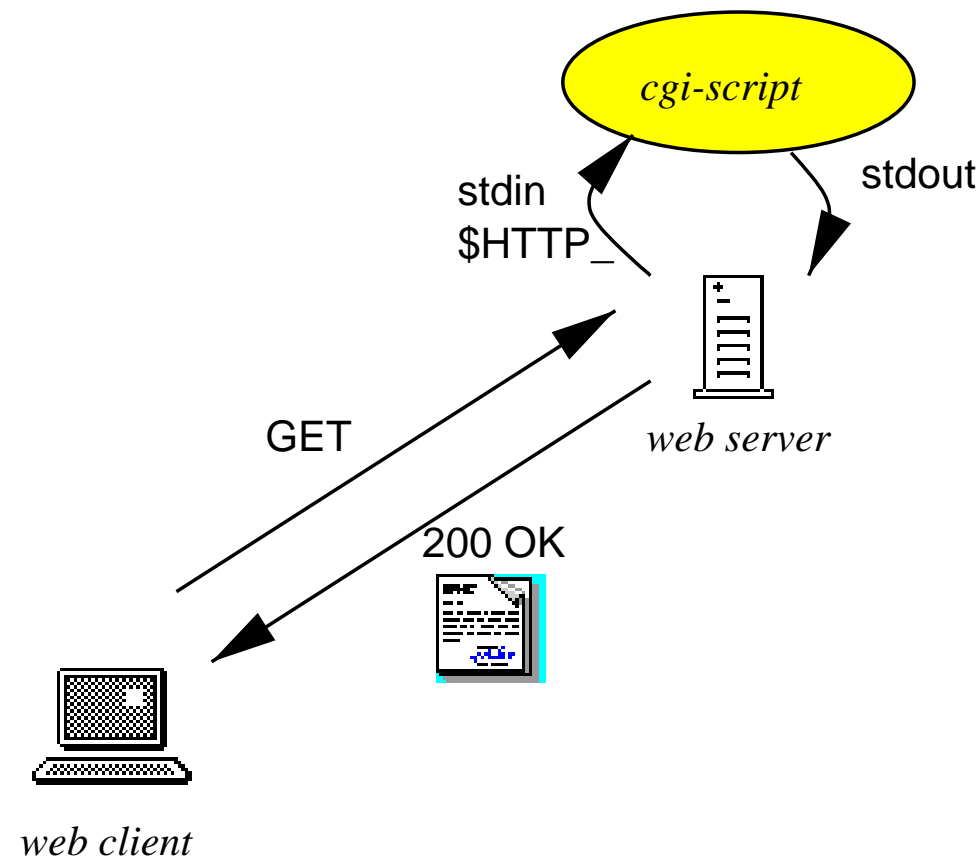 cgi-script
stdout
stdin
$HTTP_
GET
web server
200 OK
web client